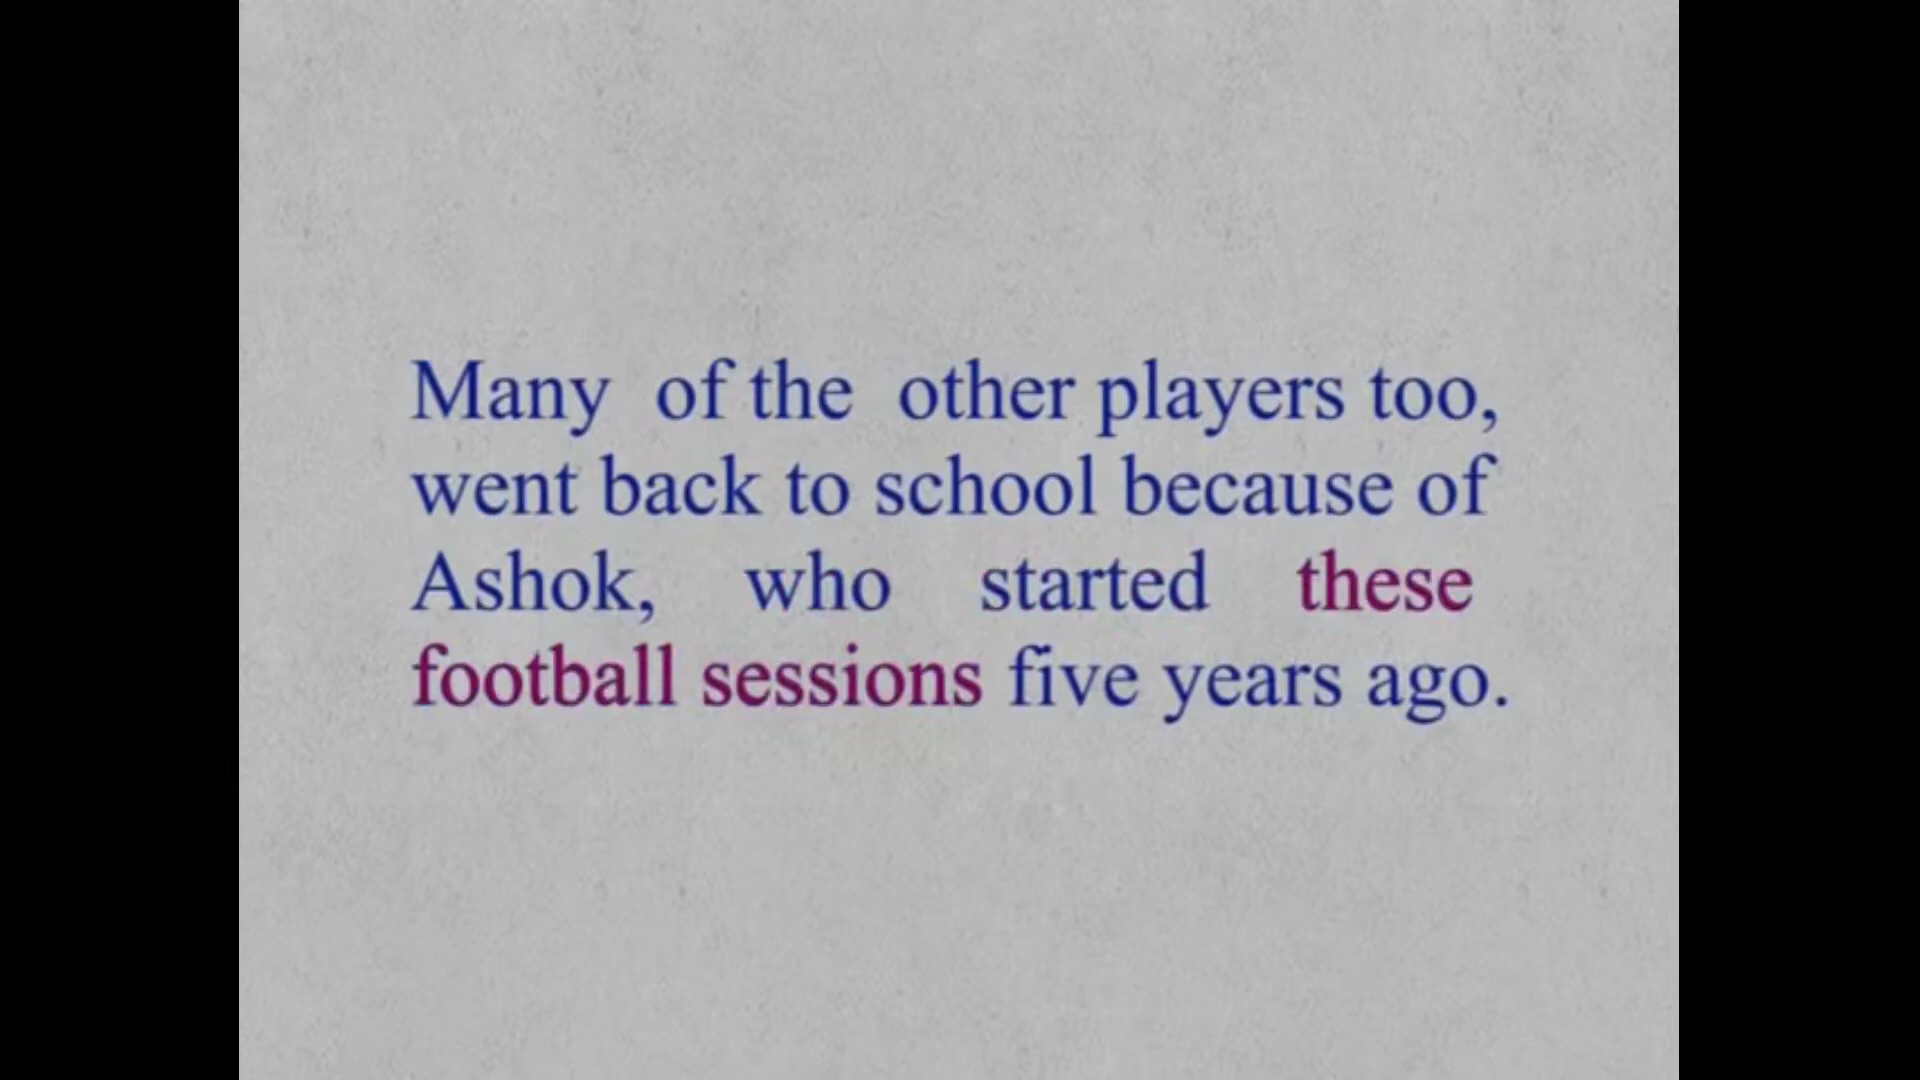 Many of the other players too,
went back to school because of
Ashok, who started these
football sessions five years ago.